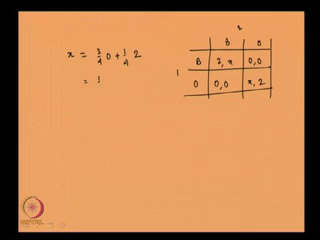 x = 3/4 0 + 1/4 2
= 1
2
B O
1 B 2, x 0,0
O 0,0 x, 2